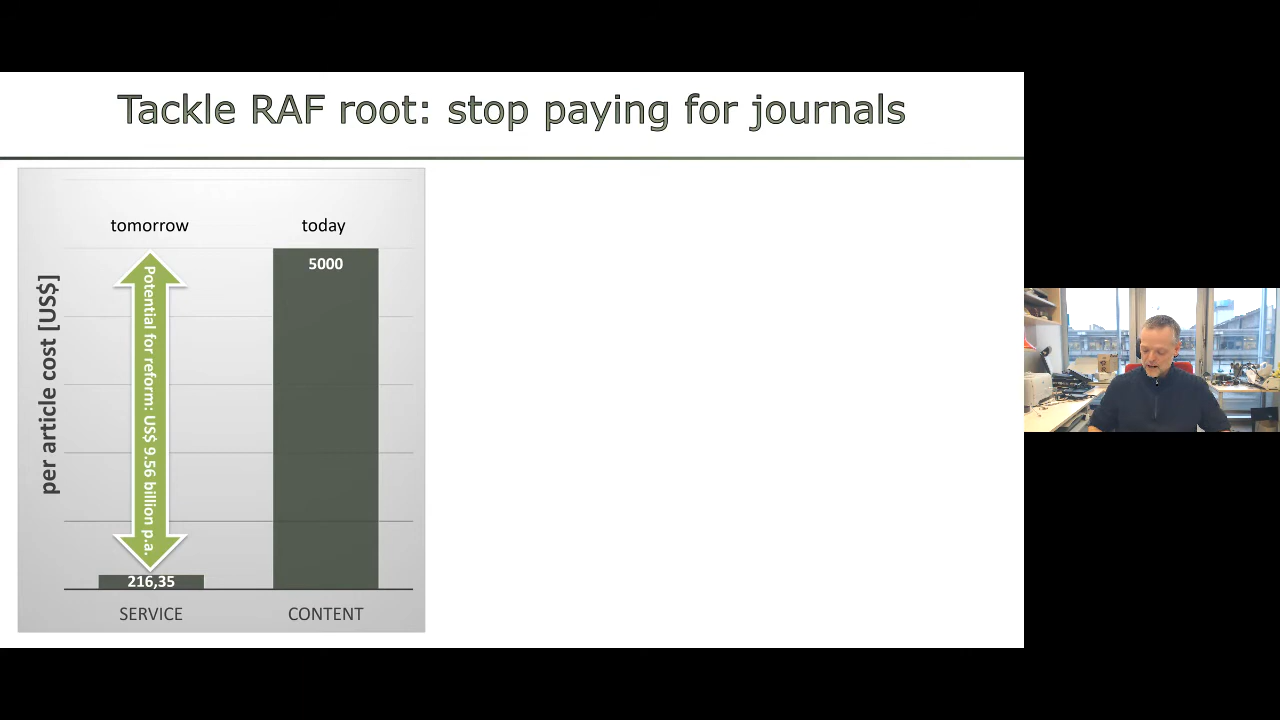 Tackle RAF root: stop paying for journals
tomorrow
today
5000
per article cost [US$]
Potential for reform: US$ 9.56 billion p.a.
216,35
SERVICE
CONTENT